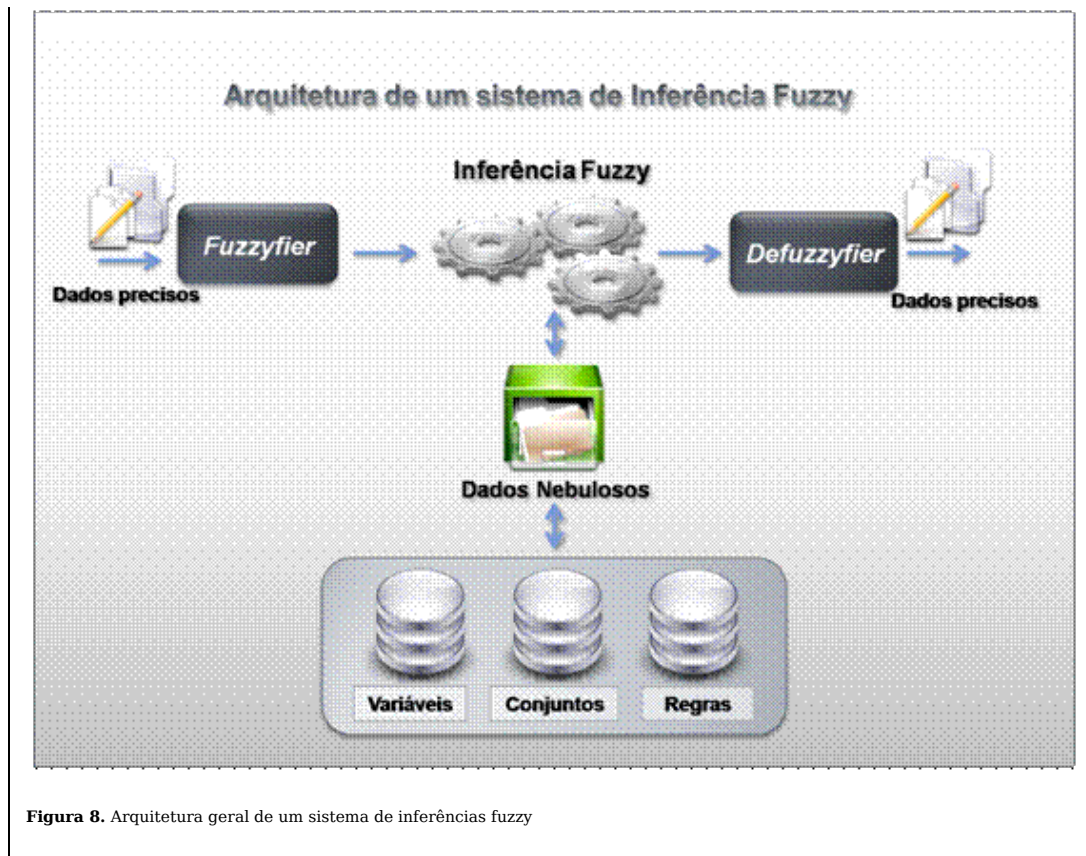 Arquitetura de um sistema de Inferência Fuzzy
Inferência Fuzzy
Fuzzyfier
Defuzzyfier
Dados precisos
Dados precisos
Dados Nebulosos
Variáveis
Conjuntos
Regras
Figura 8. Arquitetura geral de um sistema de inferências fuzzy